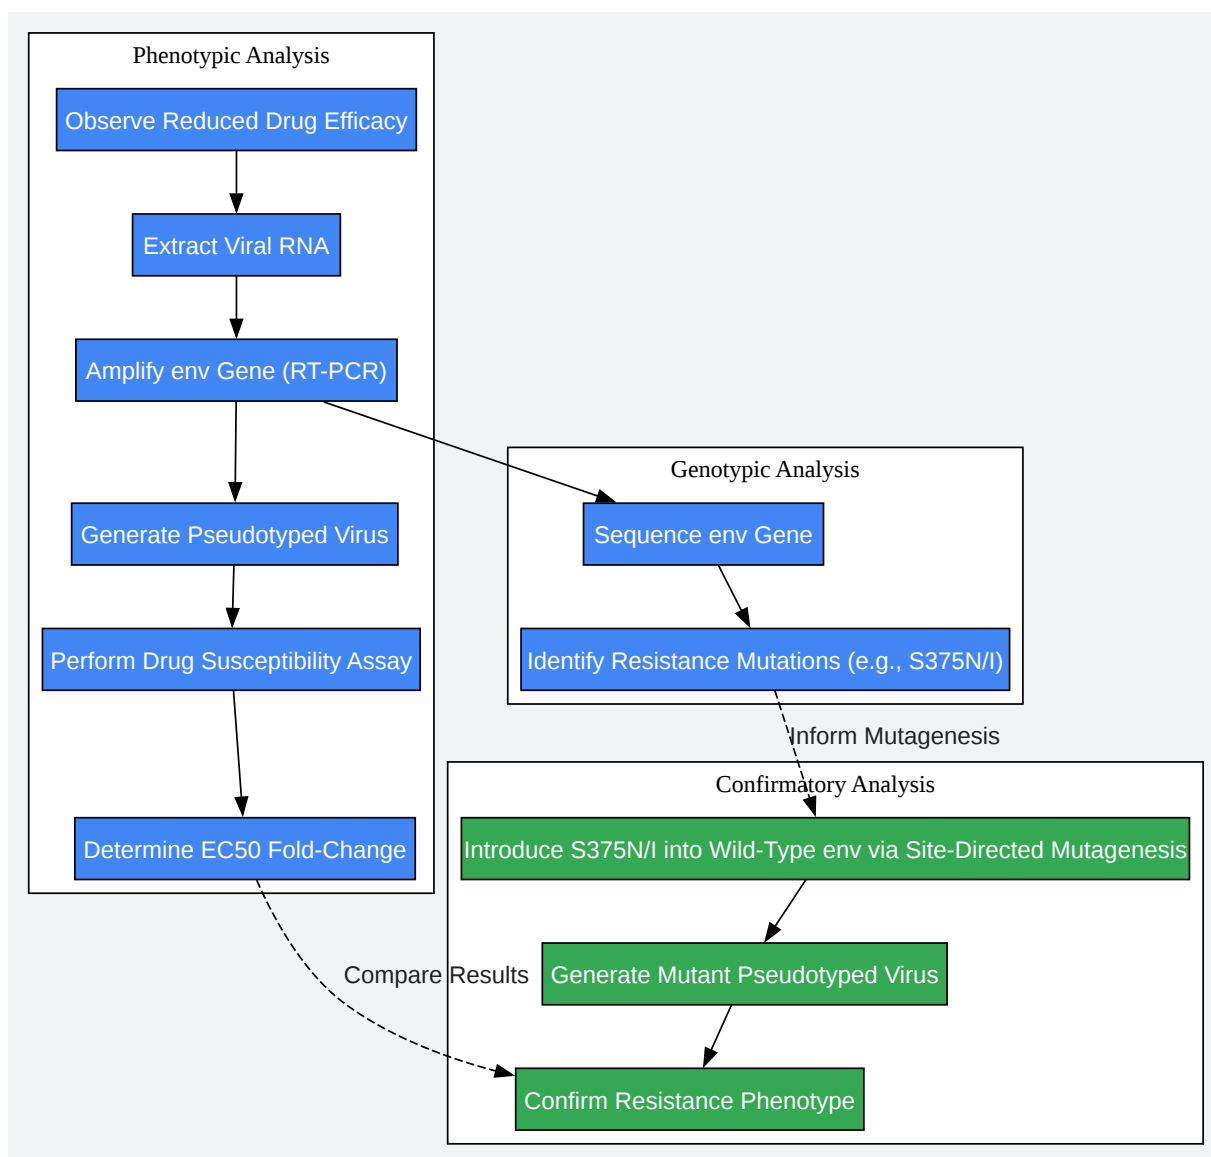 Phenotypic Analysis
Observe Reduced Drug Efficacy
Extract Viral RNA
Amplify env Gene (RT-PCR)
Generate Pseudotyped Virus
Perform Drug Susceptibility Assay
Determine EC50 Fold-Change
Genotypic Analysis
Sequence env Gene
Identify Resistance Mutations (e.g., S375N/I)
Inform Mutagenesis
Confirmatory Analysis
Introduce S375N/I into Wild-Type env via Site-Directed Mutagenesis
Compare Results
Generate Mutant Pseudotyped Virus
Confirm Resistance Phenotype